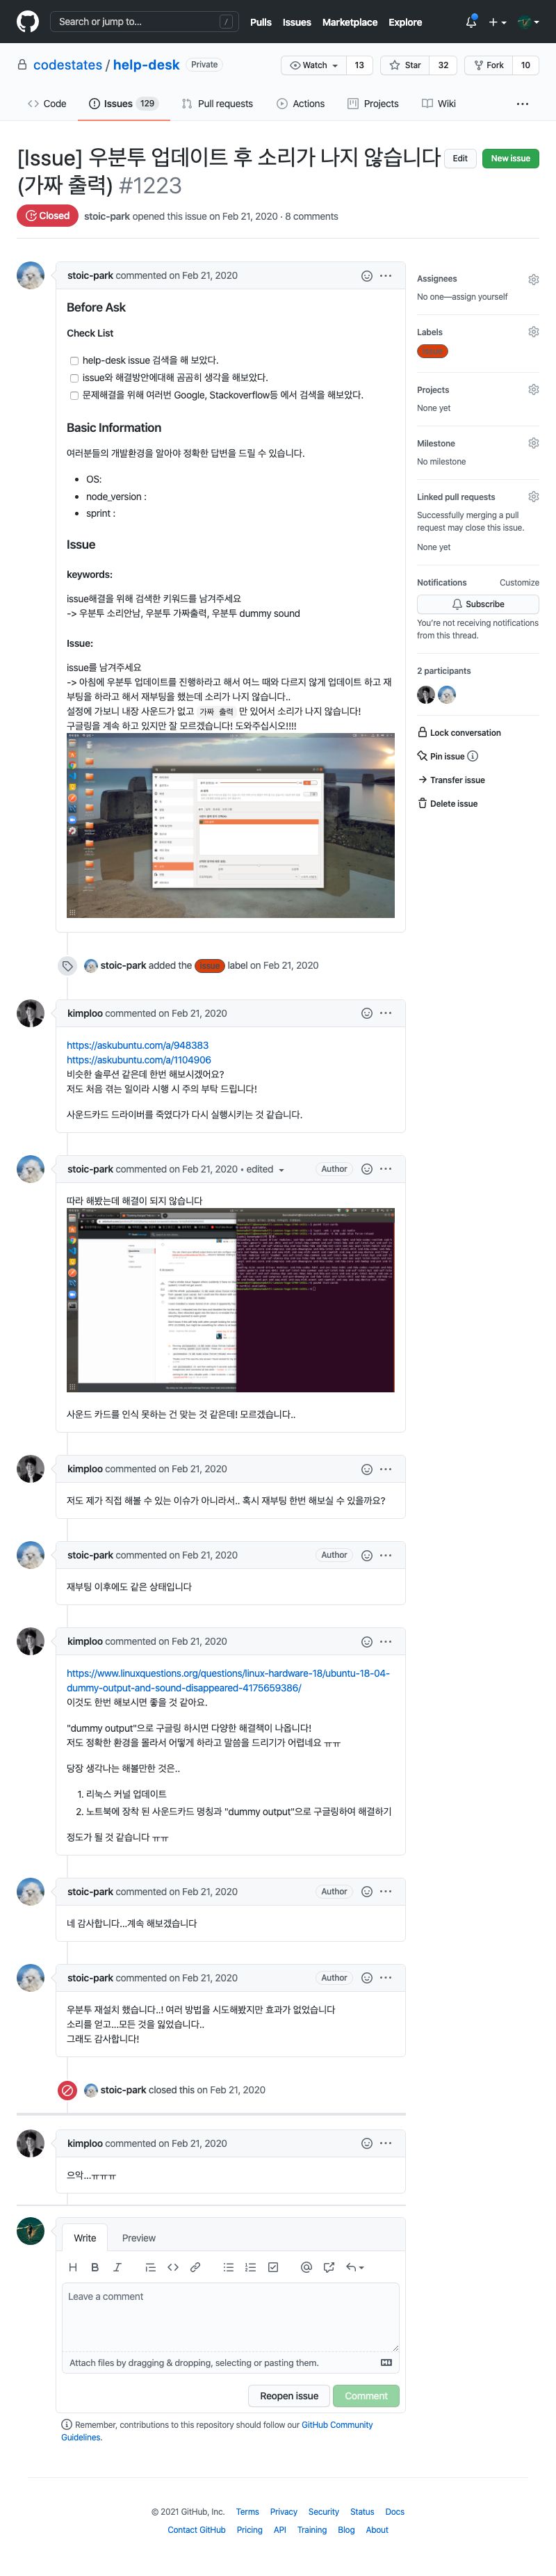 Search or jump to...
/
Pulls Issues Marketplace Explore
codestates / help-desk Private
Watch 13
Star 32
Fork 10
Code
Issues 129
Pull requests
Actions
Projects
Wiki
[Issue] 우분투 업데이트 후 소리가 나지 않습니다
(가짜 출력) #1223
Edit
New issue
Closed
stoic-park opened this issue on Feb 21, 2020 · 8 comments
stoic-park commented on Feb 21, 2020
Before Ask
Check List
help-desk issue 검색을 해 보았다.
issue와 해결방안에대해 곰곰히 생각을 해보았다.
문제해결을 위해 여러번 Google, Stackoverflow등 에서 검색을 해보았다.
Basic Information
여러분들의 개발환경을 알아야 정확한 답변을 드릴 수 있습니다.
OS:
node_version :
sprint :
Issue
keywords:
issue해결을 위해 검색한 키워드를 남겨주세요
-> 우분투 소리안남, 우분투 가짜출력, 우분투 dummy sound
Issue:
issue를 남겨주세요
-> 아침에 우분투 업데이트를 진행하라고 해서 여느 때와 다르지 않게 업데이트 하고 재
부팅을 하라고 해서 재부팅을 했는데 소리가 나지 않습니다..
설정에 가보니 내장 사운드가 없고 가짜 출력 만 있어서 소리가 나지 않습니다!
구글링을 계속 하고 있지만 잘 모르겠습니다! 도와주십시오!!!!
Assignees
No one—assign yourself
Labels
Projects
None yet
Milestone
No milestone
Linked pull requests
Successfully merging a pull
request may close this issue.
None yet
Notifications Customize
Subscribe
You're not receiving notifications
from this thread.
2 participants
Lock conversation
Pin issue
Transfer issue
Delete issue
stoic-park added the issue label on Feb 21, 2020
kimploo commented on Feb 21, 2020
https://askubuntu.com/a/948383
https://askubuntu.com/a/1104906
비슷한 솔루션 같은데 한번 해보시겠어요?
저도 처음 겪는 일이라 시행 시 주의 부탁 드립니다!
사운드카드 드라이버를 죽였다가 다시 실행시키는 것 같습니다.
stoic-park commented on Feb 21, 2020 • edited
Author
따라 해봤는데 해결이 되지 않습니다
사운드 카드를 인식 못하는 건 맞는 것 같은데! 모르겠습니다..
kimploo commented on Feb 21, 2020
저도 제가 직접 해볼 수 있는 이슈가 아니라서.. 혹시 재부팅 한번 해보실 수 있을까요?
stoic-park commented on Feb 21, 2020
Author
재부팅 이후에도 같은 상태입니다
kimploo commented on Feb 21, 2020
https://www.linuxquestions.org/questions/linux-hardware-18/ubuntu-18-04-
dummy-output-and-sound-disappeared-4175659386/
이것도 한번 해보시면 좋을 것 같아요.
"dummy output"으로 구글링 하시면 다양한 해결책이 나옵니다!
저도 정확한 환경을 몰라서 어떻게 하라고 말씀을 드리기가 어렵네요 ㅠㅠ
당장 생각나는 해볼만한 것은..
1. 리눅스 커널 업데이트
2. 노트북에 장착 된 사운드카드 명칭과 "dummy output"으로 구글링하여 해결하기
정도가 될 것 같습니다 ㅠㅠ
stoic-park commented on Feb 21, 2020
Author
네 감사합니다...계속 해보겠습니다
stoic-park commented on Feb 21, 2020
Author
우분투 재설치 했습니다..! 여러 방법을 시도해봤지만 효과가 없었습니다
소리를 얻고...모든 것을 잃었습니다..
그래도 감사합니다!
stoic-park closed this on Feb 21, 2020
kimploo commented on Feb 21, 2020
으악...ㅠㅠㅠ
Write Preview
Leave a comment
Attach files by dragging & dropping, selecting or pasting them.
Reopen issue
Comment
Remember, contributions to this repository should follow our GitHub Community
Guidelines.
© 2021 GitHub, Inc. Terms Privacy Security Status Docs
Contact GitHub Pricing API Training Blog About